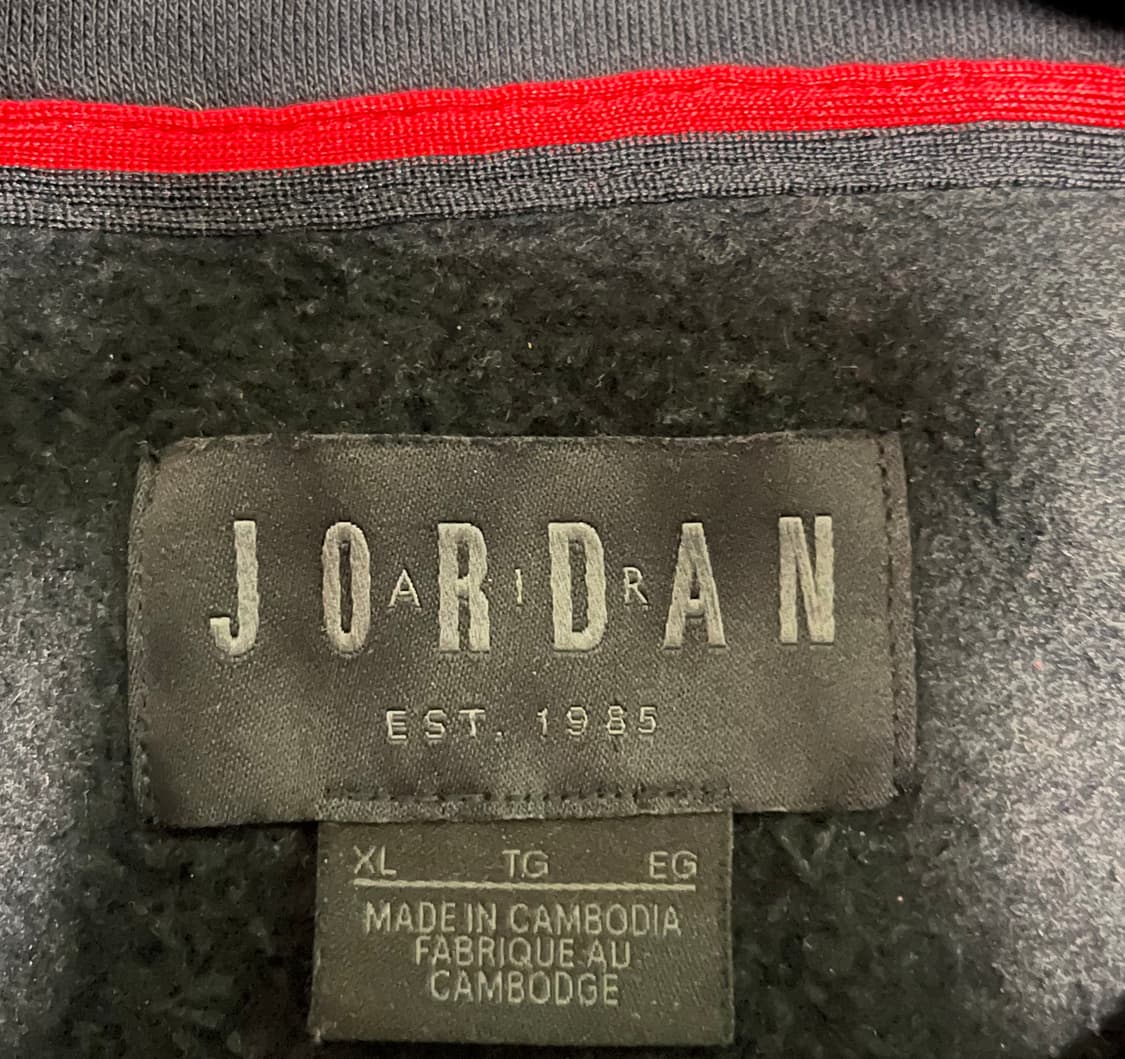 JORDAN
AIR
EST. 1985
XL TG EG
MADE IN CAMBODIA
FABRIQUE AU
CAMBODGE